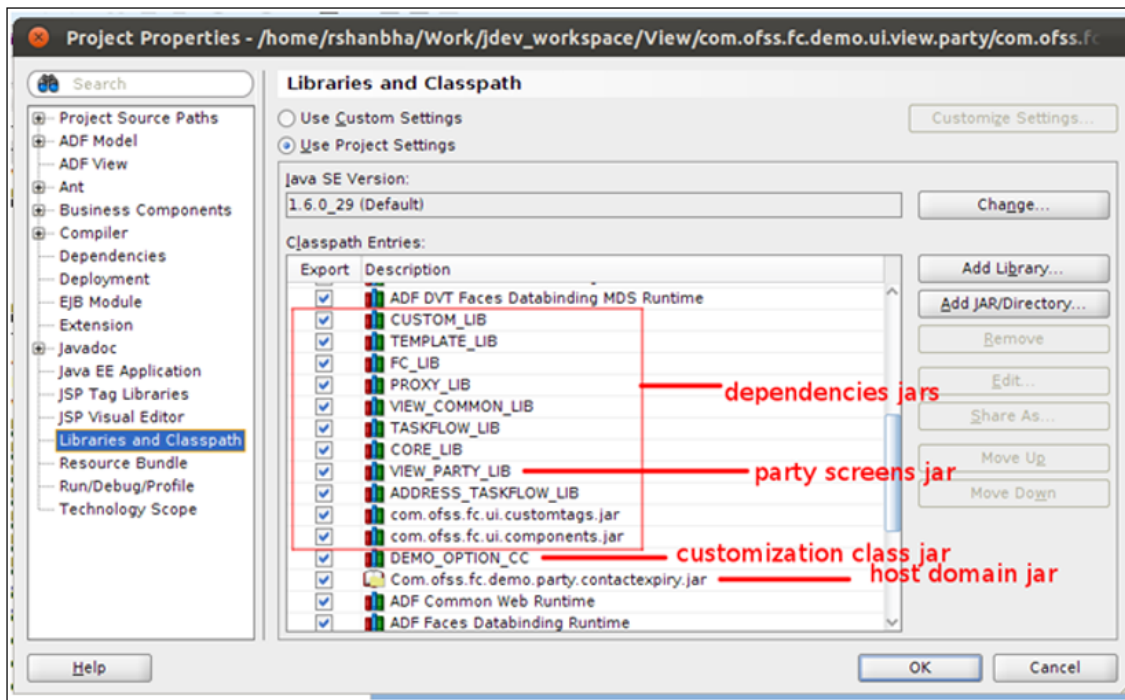 Project Properties - /home/rshanbha/Work/jdev_workspace/View/com.ofss.fc.demo.ui.view.party/com.ofss.fc
Search
Project Source Paths
ADF Model
ADF View
Ant
Business Components
Compiler
Dependencies
Deployment
EJB Module
Extension
Javadoc
Java EE Application
JSP Tag Libraries
JSP Visual Editor
Libraries and Classpath
Resource Bundle
Run/Debug/Profile
Technology Scope
Libraries and Classpath
Use Custom Settings
Customize Settings...
Use Project Settings
Java SE Version:
1.6.0_29 (Default)
Change...
Classpath Entries:
Export Description
ADF DVT Faces Databinding MDS Runtime
CUSTOM_LIB
TEMPLATE_LIB
FC_LIB
PROXY_LIB
VIEW_COMMON_LIB
TASKFLOW_LIB
CORE_LIB
VIEW_PARTY_LIB
ADDRESS_TASKFLOW_LIB
com.ofss.fc.ui.customtags.jar
com.ofss.fc.ui.components.jar
DEMO_OPTION_CC
Com.ofss.fc.demo.party.contactexpiry.jar
ADF Common Web Runtime
ADF Faces Databinding Runtime
dependencies jars
party screens jar
customization class jar
host domain jar
Add Library...
Add JAR/Directory...
Remove
Edit...
Share As...
Move Up
Move Down
Help
OK
Cancel